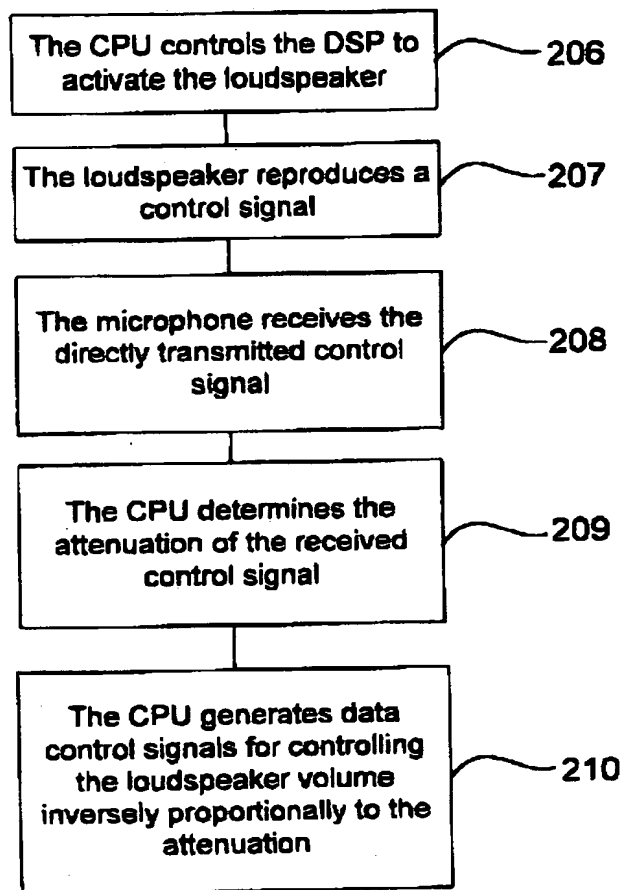 The CPU controls the DSP to
activate the loudspeaker
206
The loudspeaker reproduces a
control signal
207
The microphone receives the
directly transmitted control
signal
208
The CPU determines the
attenuation of the received
control signal
209
The CPU generates data
control signals for controlling
the loudspeaker volume
inversely proportionally to the
attenuation
210